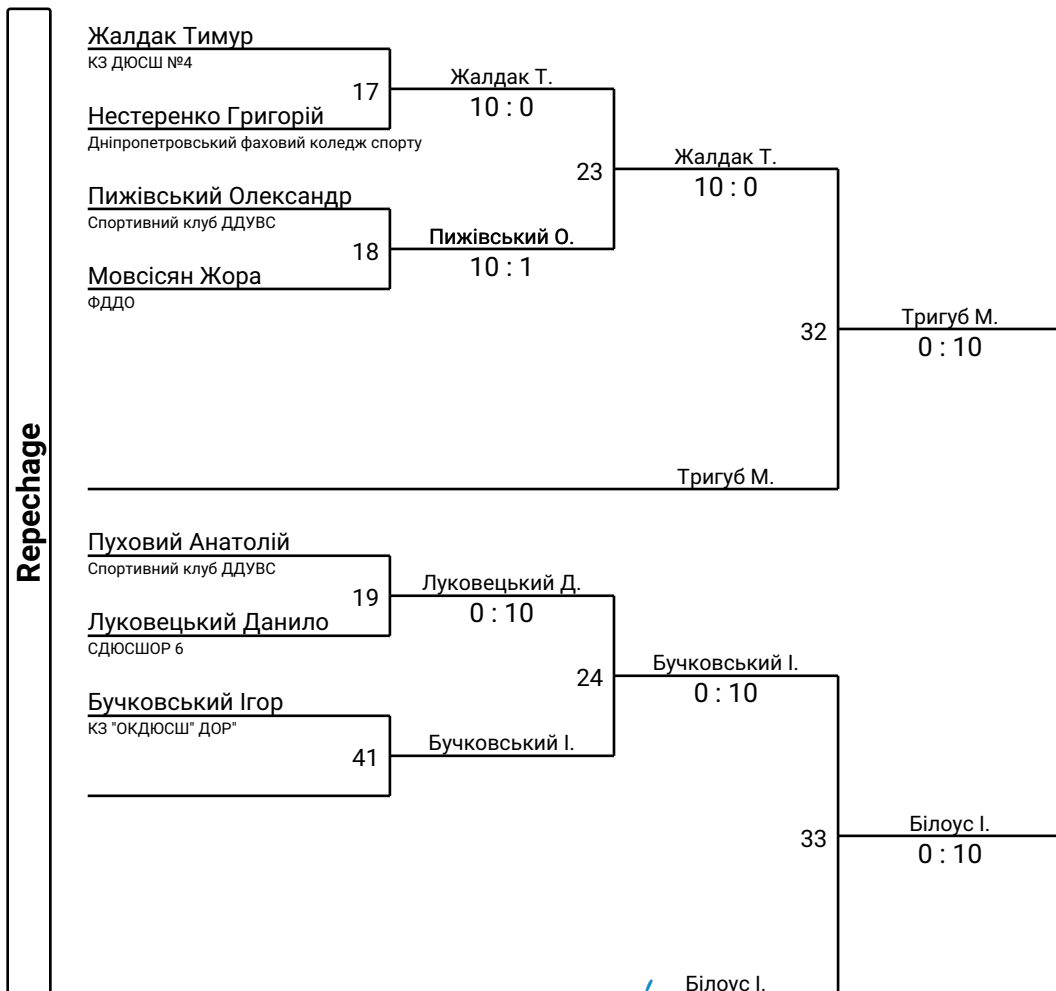 Repechage
Жалдак Тимур
КЗ ДЮСШ №4
17
Жалдак Т.
10 : 0
Нестеренко Григорій
Дніпропетровський фаховий коледж спорту
23
Жалдак Т.
10 : 0
Пижівський Олександр
Спортивний клуб ДДУВС
18
Пижівський О.
10 : 1
Мовсісян Жора
ФДДО
32
Тригуб М.
0 : 10
Тригуб М.
Пуховий Анатолій
Спортивний клуб ДДУВС
19
Луковецький Д.
0 : 10
Луковецький Данило
СДЮСШОР 6
24
Бучковський І.
0 : 10
Бучковський Ігор
КЗ "ОКДЮСШ" ДОР"
41
Бучковський І.
33
Білоус І.
0 : 10
Білоус І.